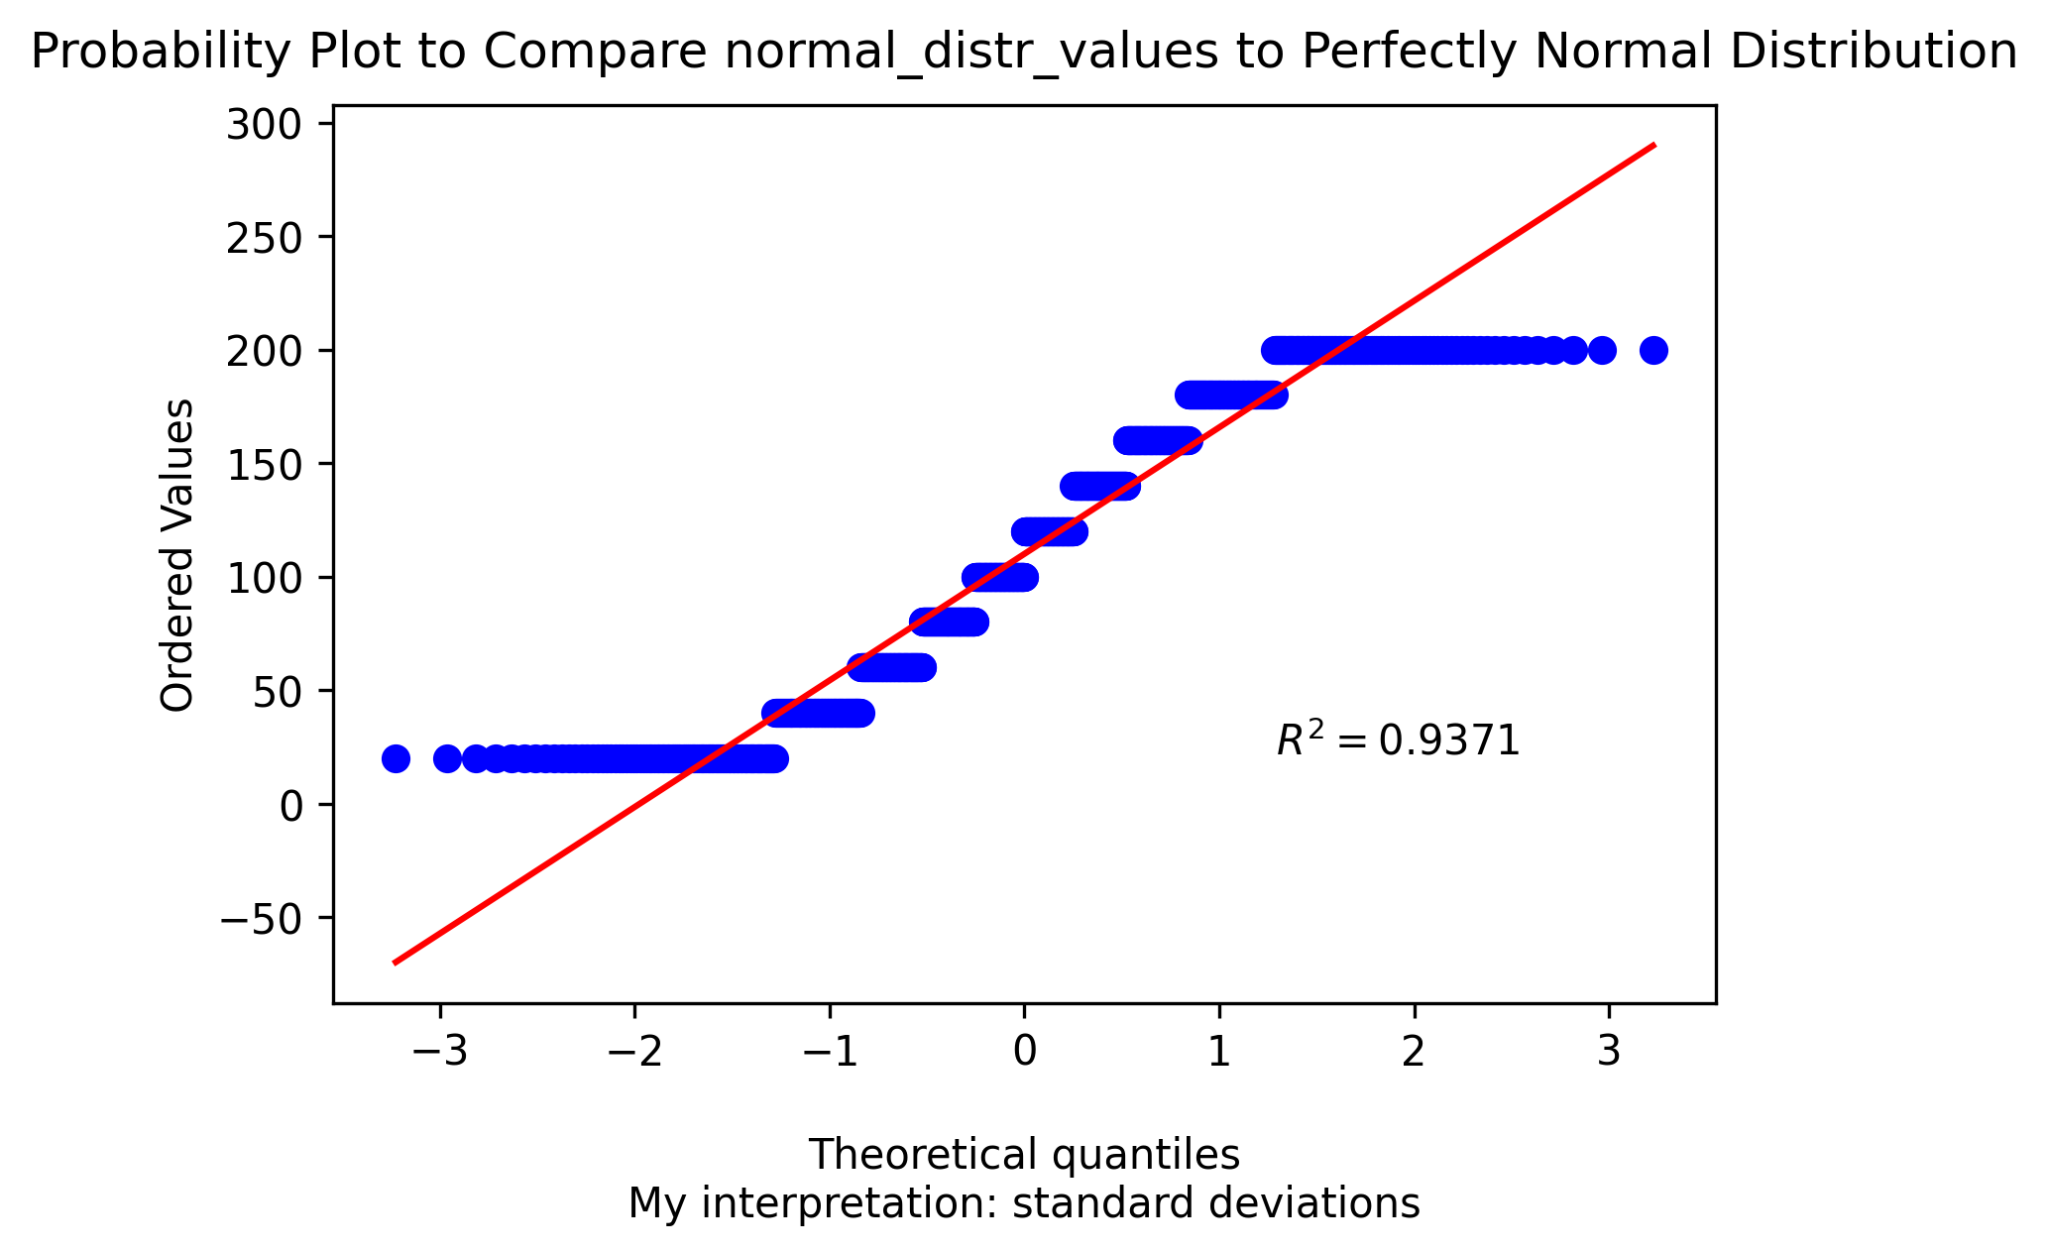 Probability Plot to Compare normal_distr_values to Perfectly Normal Distribution
300
250
200
150
100
50
0
−50
Ordered Values
R² = 0.9371
−3 −2 −1 0 1 2 3
Theoretical quantiles
My interpretation: standard deviations